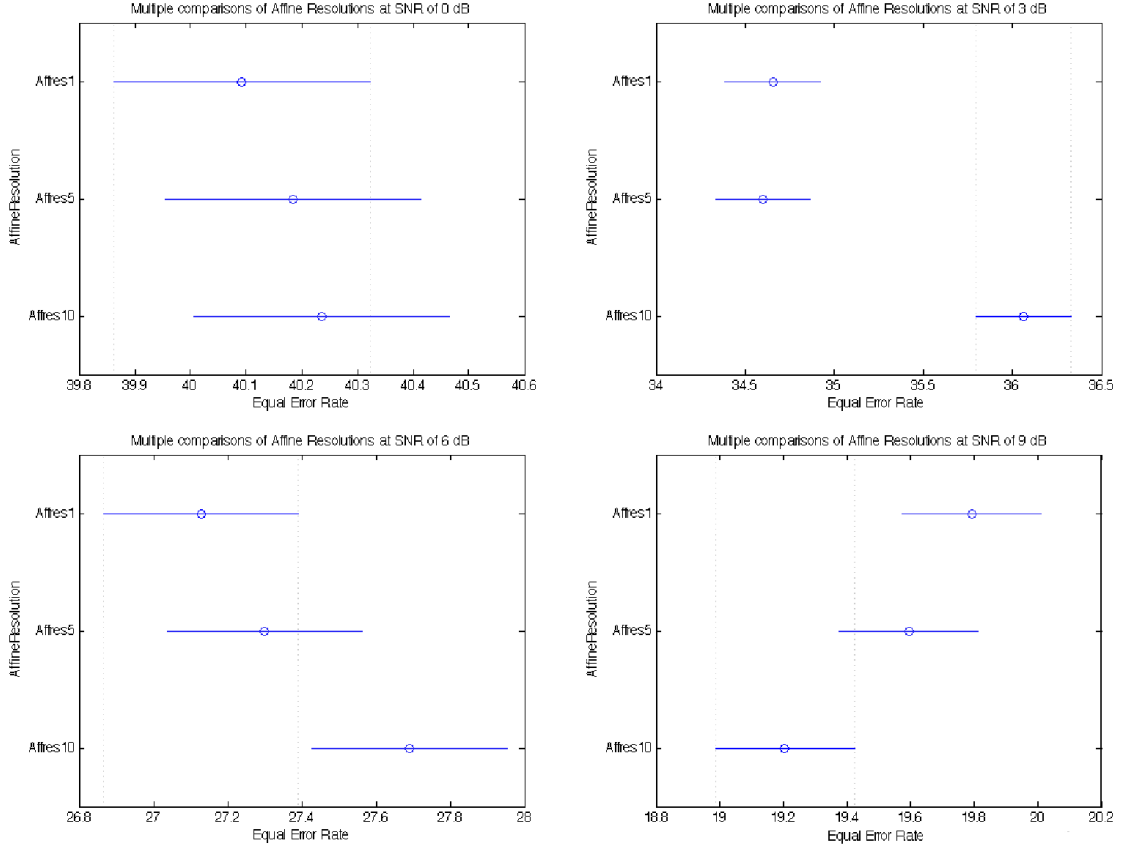 Multiple comparisons of Affine Resolutions at SNR of 0 dB
Affres1
Affres5
Affres10
AffineResolution
39.8 39.9 40 40.1 40.2 40.3 40.4 40.5 40.6
Equal Error Rate
Multiple comparisons of Affine Resolutions at SNR of 3 dB
Affres1
Affres5
Affres10
AffineResolution
34 34.5 35 35.5 36 36.5
Equal Error Rate
Multiple comparisons of Affine Resolutions at SNR of 6 dB
Affres1
Affres5
Affres10
AffineResolution
26.8 27 27.2 27.4 27.6 27.8 28
Equal Error Rate
Multiple comparisons of Affine Resolutions at SNR of 9 dB
Affres1
Affres5
Affres10
AffineResolution
18.8 19 19.2 19.4 19.6 19.8 20 20.2
Equal Error Rate